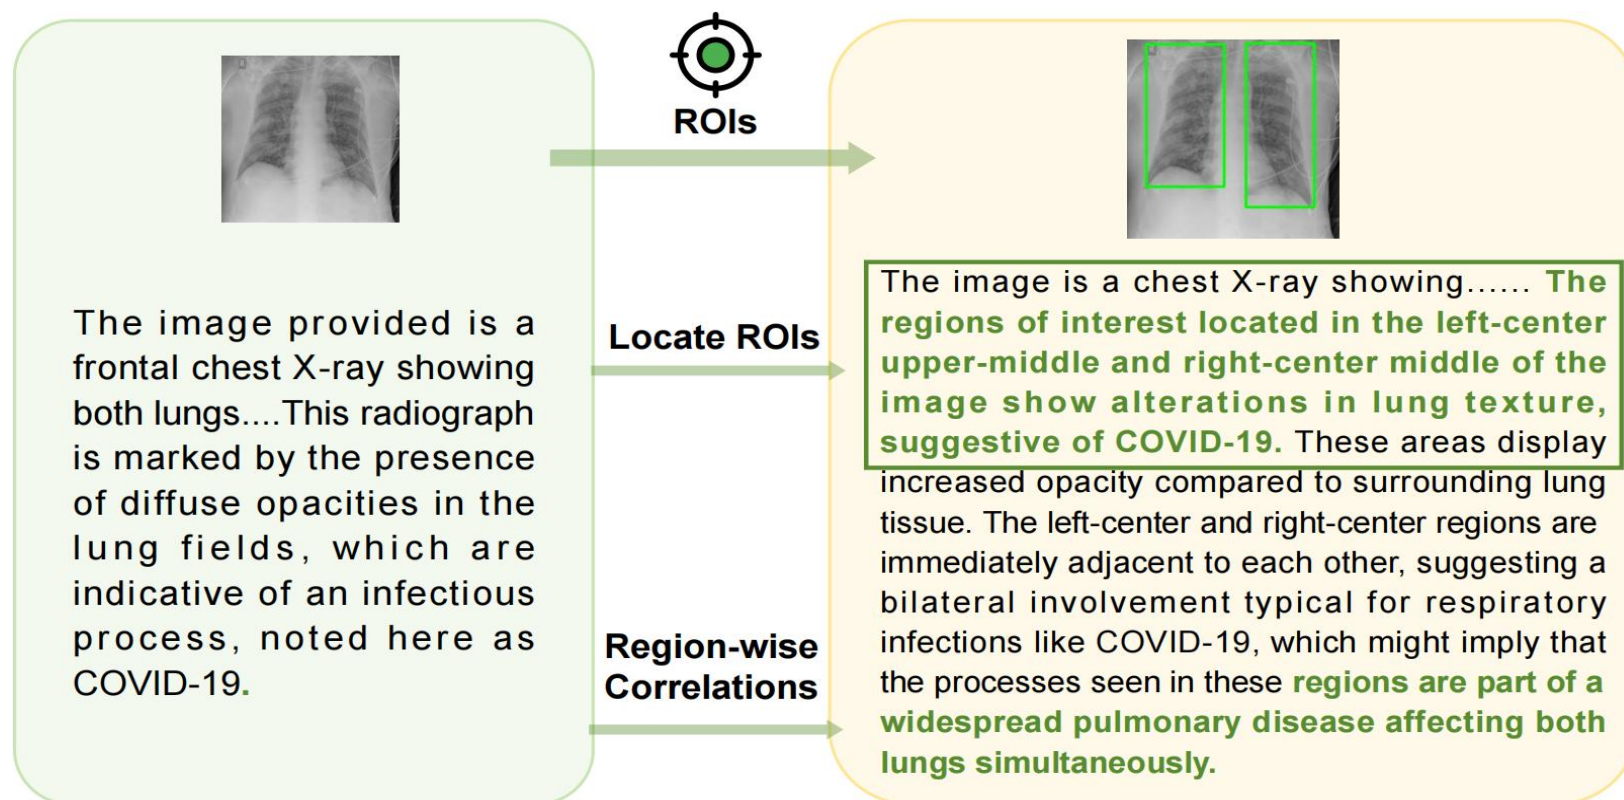 ROIs
The image provided is a
frontal chest X-ray showing
both lungs....This radiograph
is marked by the presence
of diffuse opacities in the
lung fields, which are
indicative of an infectious
process, noted here as
COVID-19.
Locate ROIs
Region-wise
Correlations
The image is a chest X-ray showing...... The
regions of interest located in the left-center
upper-middle and right-center middle of the
image show alterations in lung texture,
suggestive of COVID-19. These areas display
increased opacity compared to surrounding lung
tissue. The left-center and right-center regions are
immediately adjacent to each other, suggesting a
bilateral involvement typical for respiratory
infections like COVID-19, which might imply that
the processes seen in these regions are part of a
widespread pulmonary disease affecting both
lungs simultaneously.